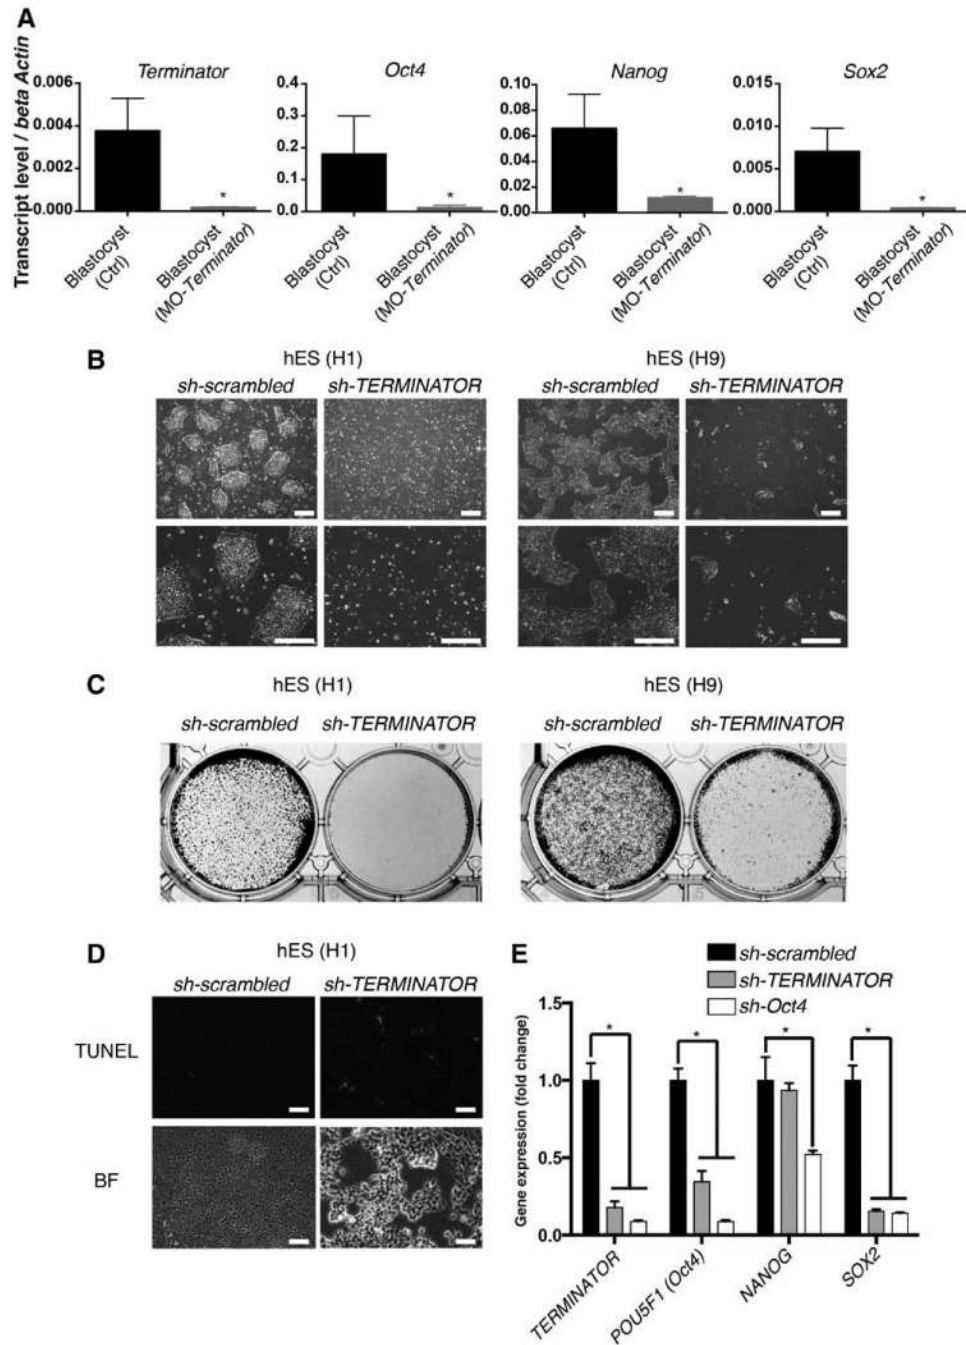 A
Terminator Oct4 Nanog Sox2
Transcript level / beta Actin
0.006 0.4 0.10 0.015
0.004 0.3 0.08 0.010
0.002 0.2 0.06 0.005
0.000 0.1 0.04 0.000
0.0 0.02
0.00
* * * *
Blastocyst (Ctrl)
Blastocyst (MO-Terminator)
Blastocyst (Ctrl)
Blastocyst (MO-Terminator)
Blastocyst (Ctrl)
Blastocyst (MO-Terminator)
Blastocyst (Ctrl)
Blastocyst (MO-Terminator)
B
hES (H1) hES (H9)
sh-scrambled sh-TERMINATOR sh-scrambled sh-TERMINATOR
C
hES (H1) hES (H9)
sh-scrambled sh-TERMINATOR sh-scrambled sh-TERMINATOR
D
hES (H1)
sh-scrambled sh-TERMINATOR
TUNEL
BF
E
sh-scrambled
sh-TERMINATOR
sh-Oct4
Gene expression (fold change)
1.5
1.0
0.5
0.0
* * * *
TERMINATOR
POU5F1 (Oct4)
NANOG
SOX2